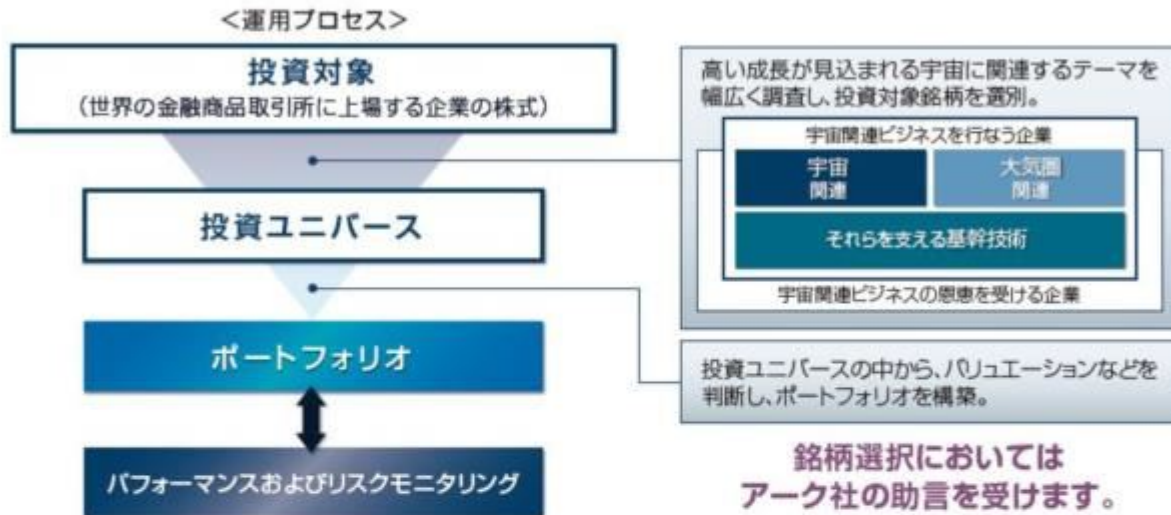 ＜運用プロセス＞
投資対象
（世界の金融商品取引所に上場する企業の株式）
投資ユニバース
ポートフォリオ
パフォーマンスおよびリスクモニタリング
高い成長が見込まれる宇宙に関連するテーマを
幅広く調査し、投資対象銘柄を選別。
宇宙関連ビジネスを行なう企業
宇宙
関連
大気圏
関連
それらを支える基幹技術
宇宙関連ビジネスの恩恵を受ける企業
投資ユニバースの中から、バリュエーションなどを
判断し、ポートフォリオを構築。
銘柄選択においては
アーク社の助言を受けます。